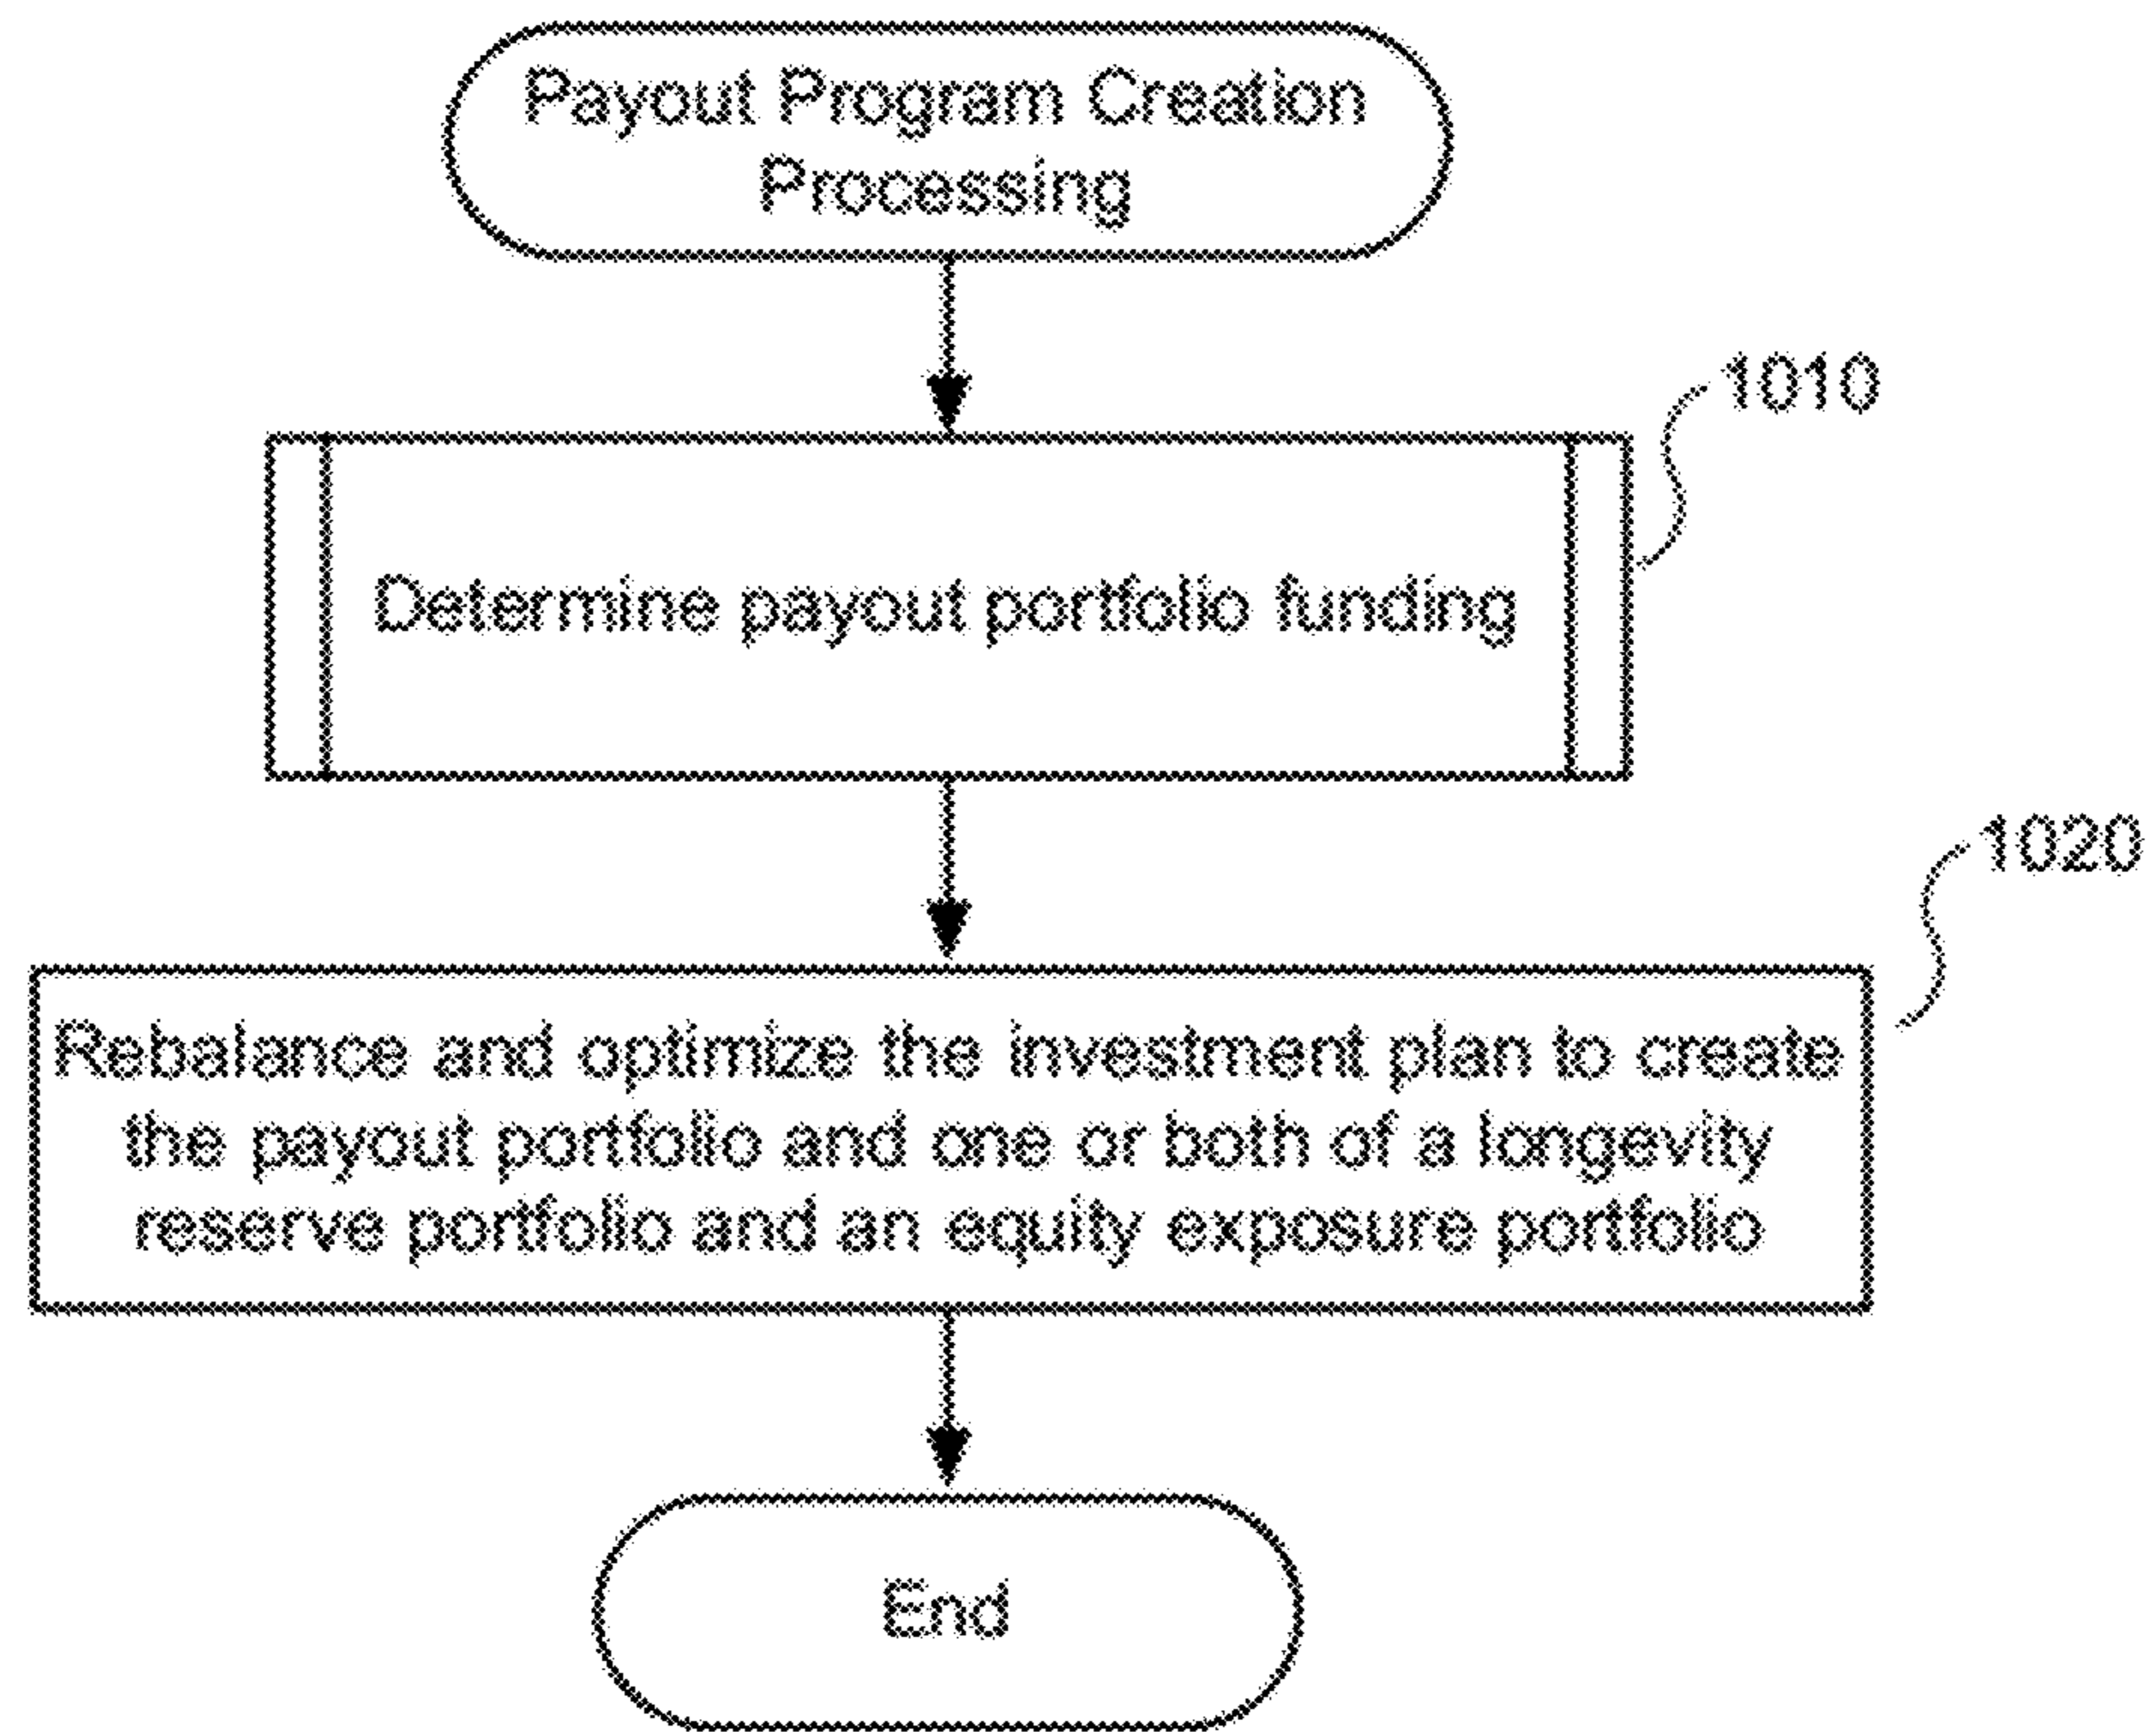 Payout Program Creation
Processing
1010
Determine payout portfolio funding
1020
Rebalance and optimize the investment plan to create
the payout portfolio and one or both of a longevity
reserve portfolio and an equity exposure portfolio
End